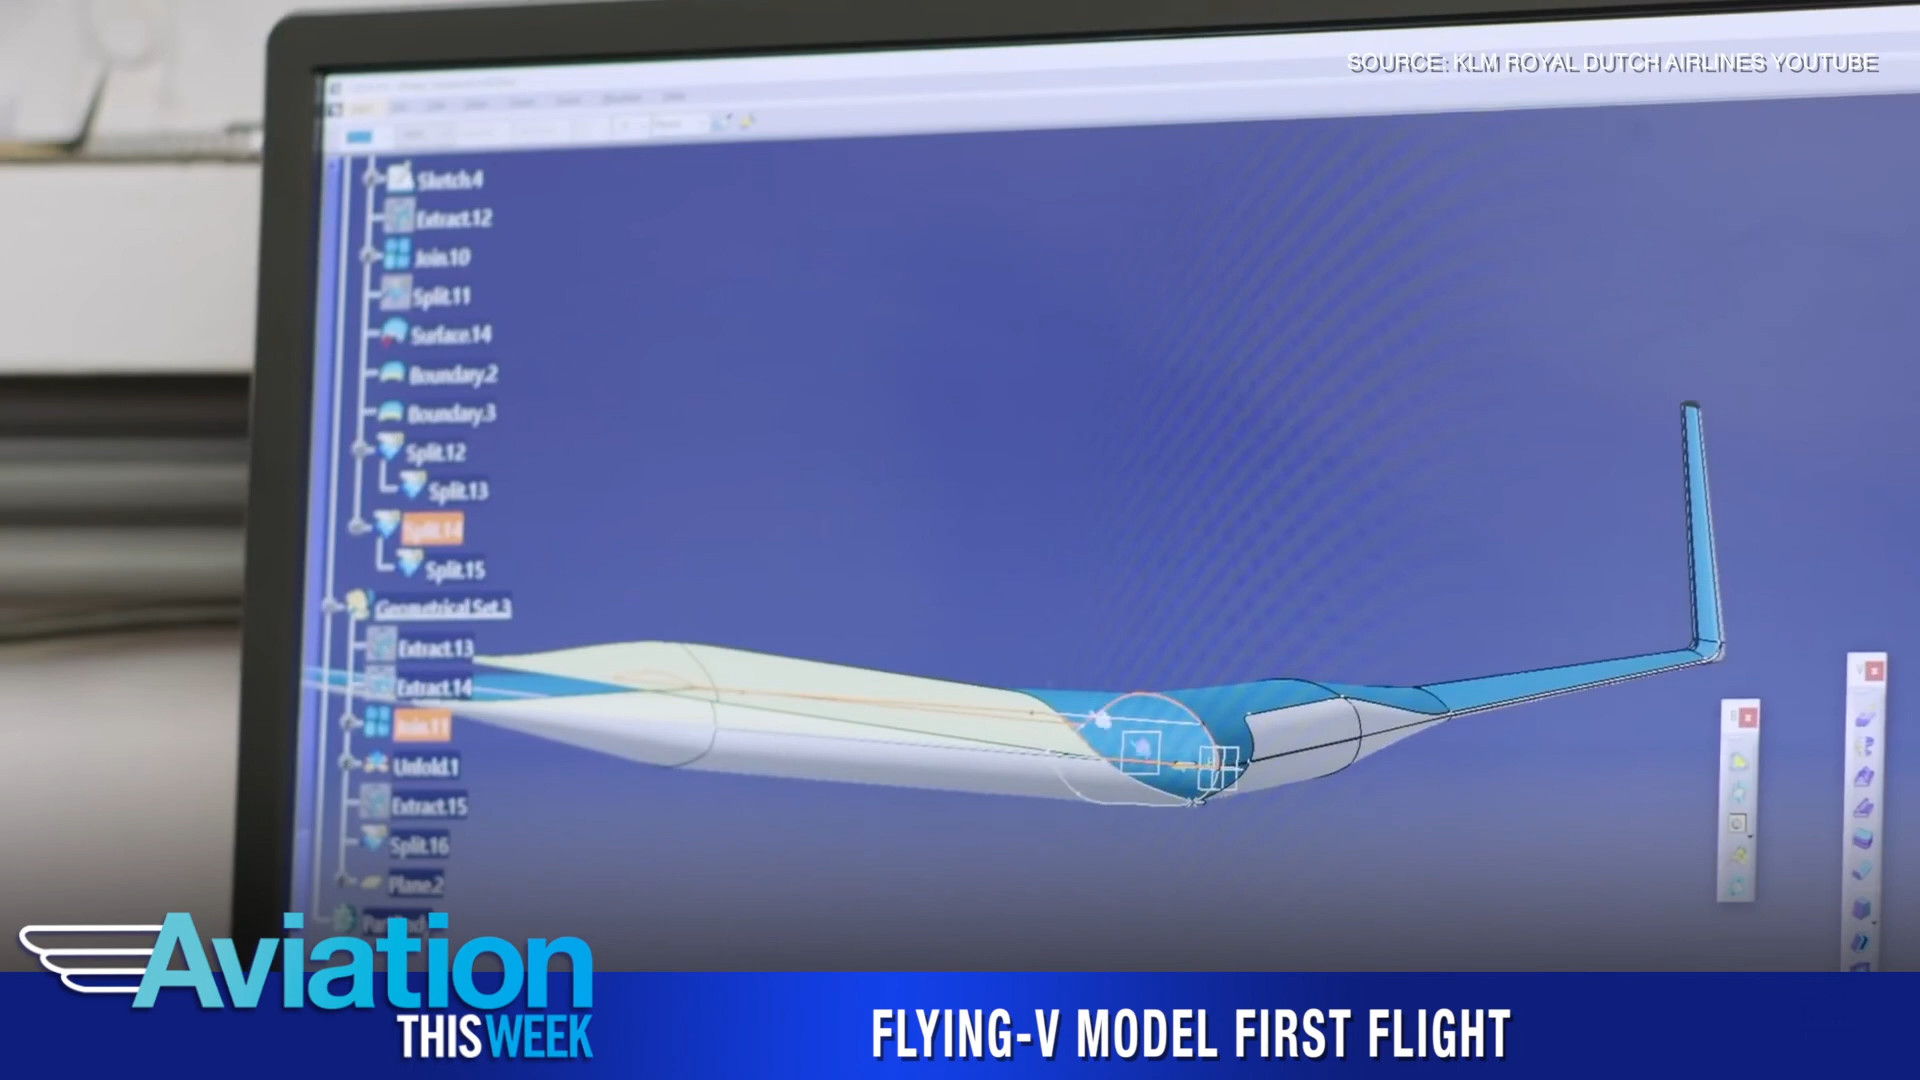 SOURCE: KLM ROYAL DUTCH AIRLINES YOUTUBE
Sketch.4
Extract.12
Join.10
Split.11
Surface.14
Boundary.2
Boundary.3
Split.12
Split.13
Split.14
Split.15
Geometrical Set.3
Extract.13
Extract.14
Join.11
Unfold.1
Extract.15
Split.16
Plane.2
Aviation
THIS WEEK
FLYING-V MODEL FIRST FLIGHT